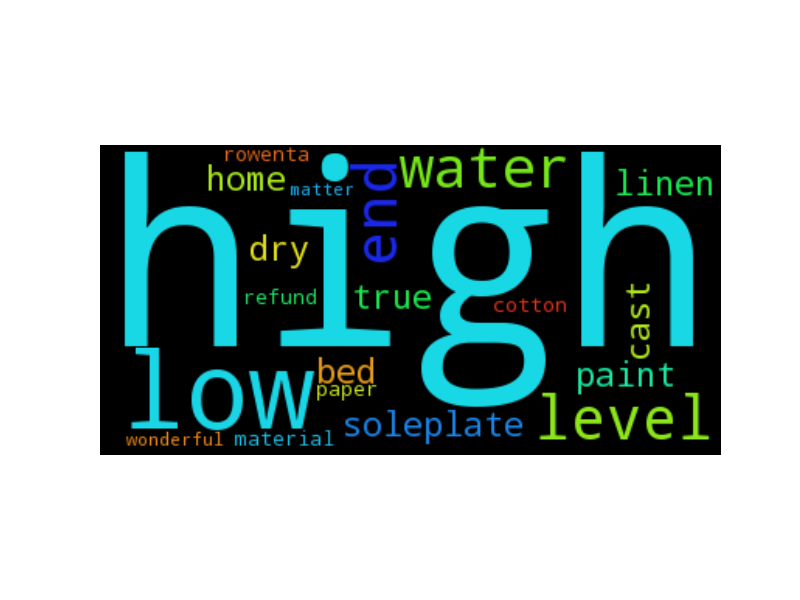 rowenta
home
matter
end
water
linen
high
dry
refund
true
cotton
cast
low
bed
paper
paint
soleplate
level
wonderful
material